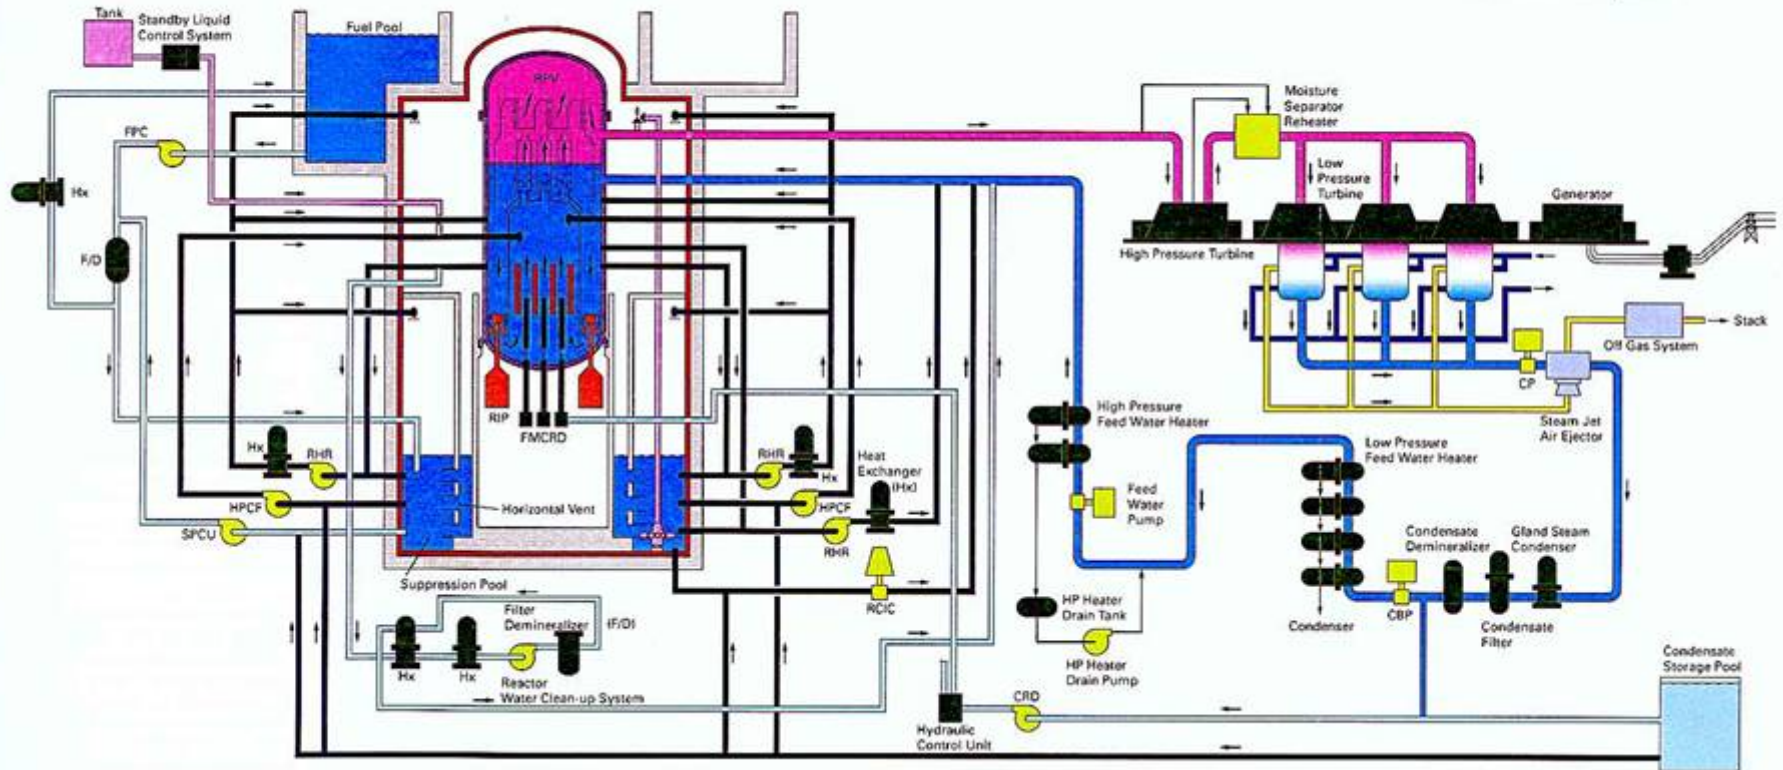 Tank
Standby Liquid
Control System
Fuel Pool
RPV
FPC
Hx
F/D
Moisture
Separator
Reheater
Low
Pressure
Turbine
Generator
High Pressure Turbine
Stack
Off Gas System
CP
Steam Jet
Air Ejector
RIP
FMCRD
High Pressure
Feed Water Heater
Low Pressure
Feed Water Heater
Hx
RHR
RHR
Hx
Heat
Exchanger
(Hx)
HPCF
Horizontal Vent
HPCF
Feed
Water
Pump
SPCU
RHR
Condensate
Demineralizer
Gland Steam
Condenser
Suppression Pool
RCIC
HP Heater
Drain Tank
CBP
Condenser
Condensate
Filter
Filter
Demineralizer
(F/D)
Hx
Hx
Reactor
Water Clean-up System
HP Heater
Drain Pump
Condensate
Storage Pool
CRD
Hydraulic
Control Unit